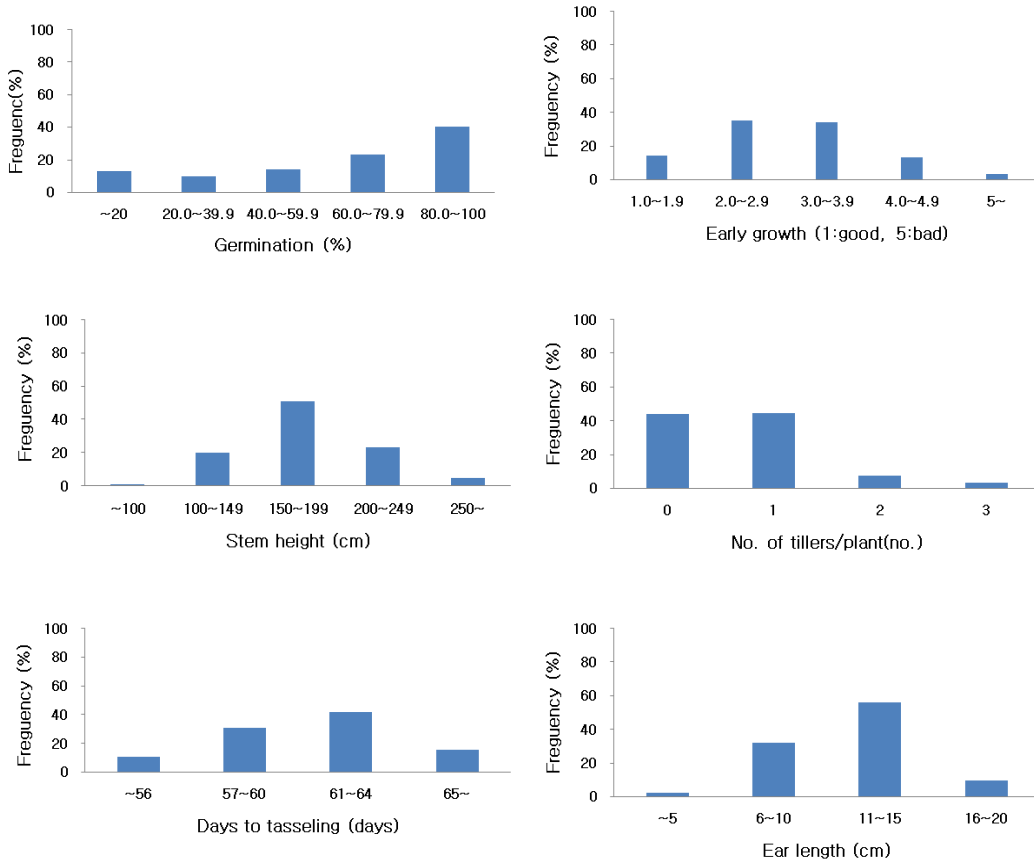 Freguenc(%)
100
80
60
40
20
0
~20 20.0~39.9 40.0~59.9 60.0~79.9 80.0~100
Germination (%)
Freguency (%)
100
80
60
40
20
0
1.0~1.9 2.0~2.9 3.0~3.9 4.0~4.9 5~
Early growth (1:good, 5:bad)
Freguency (%)
100
80
60
40
20
0
~100 100~149 150~199 200~249 250~
Stem height (cm)
Freguency (%)
100
80
60
40
20
0
0 1 2 3
No. of tillers/plant(no.)
Freguency (%)
100
80
60
40
20
0
~56 57~60 61~64 65~
Days to tasseling (days)
Freguency (%)
100
80
60
40
20
0
~5 6~10 11~15 16~20
Ear length (cm)